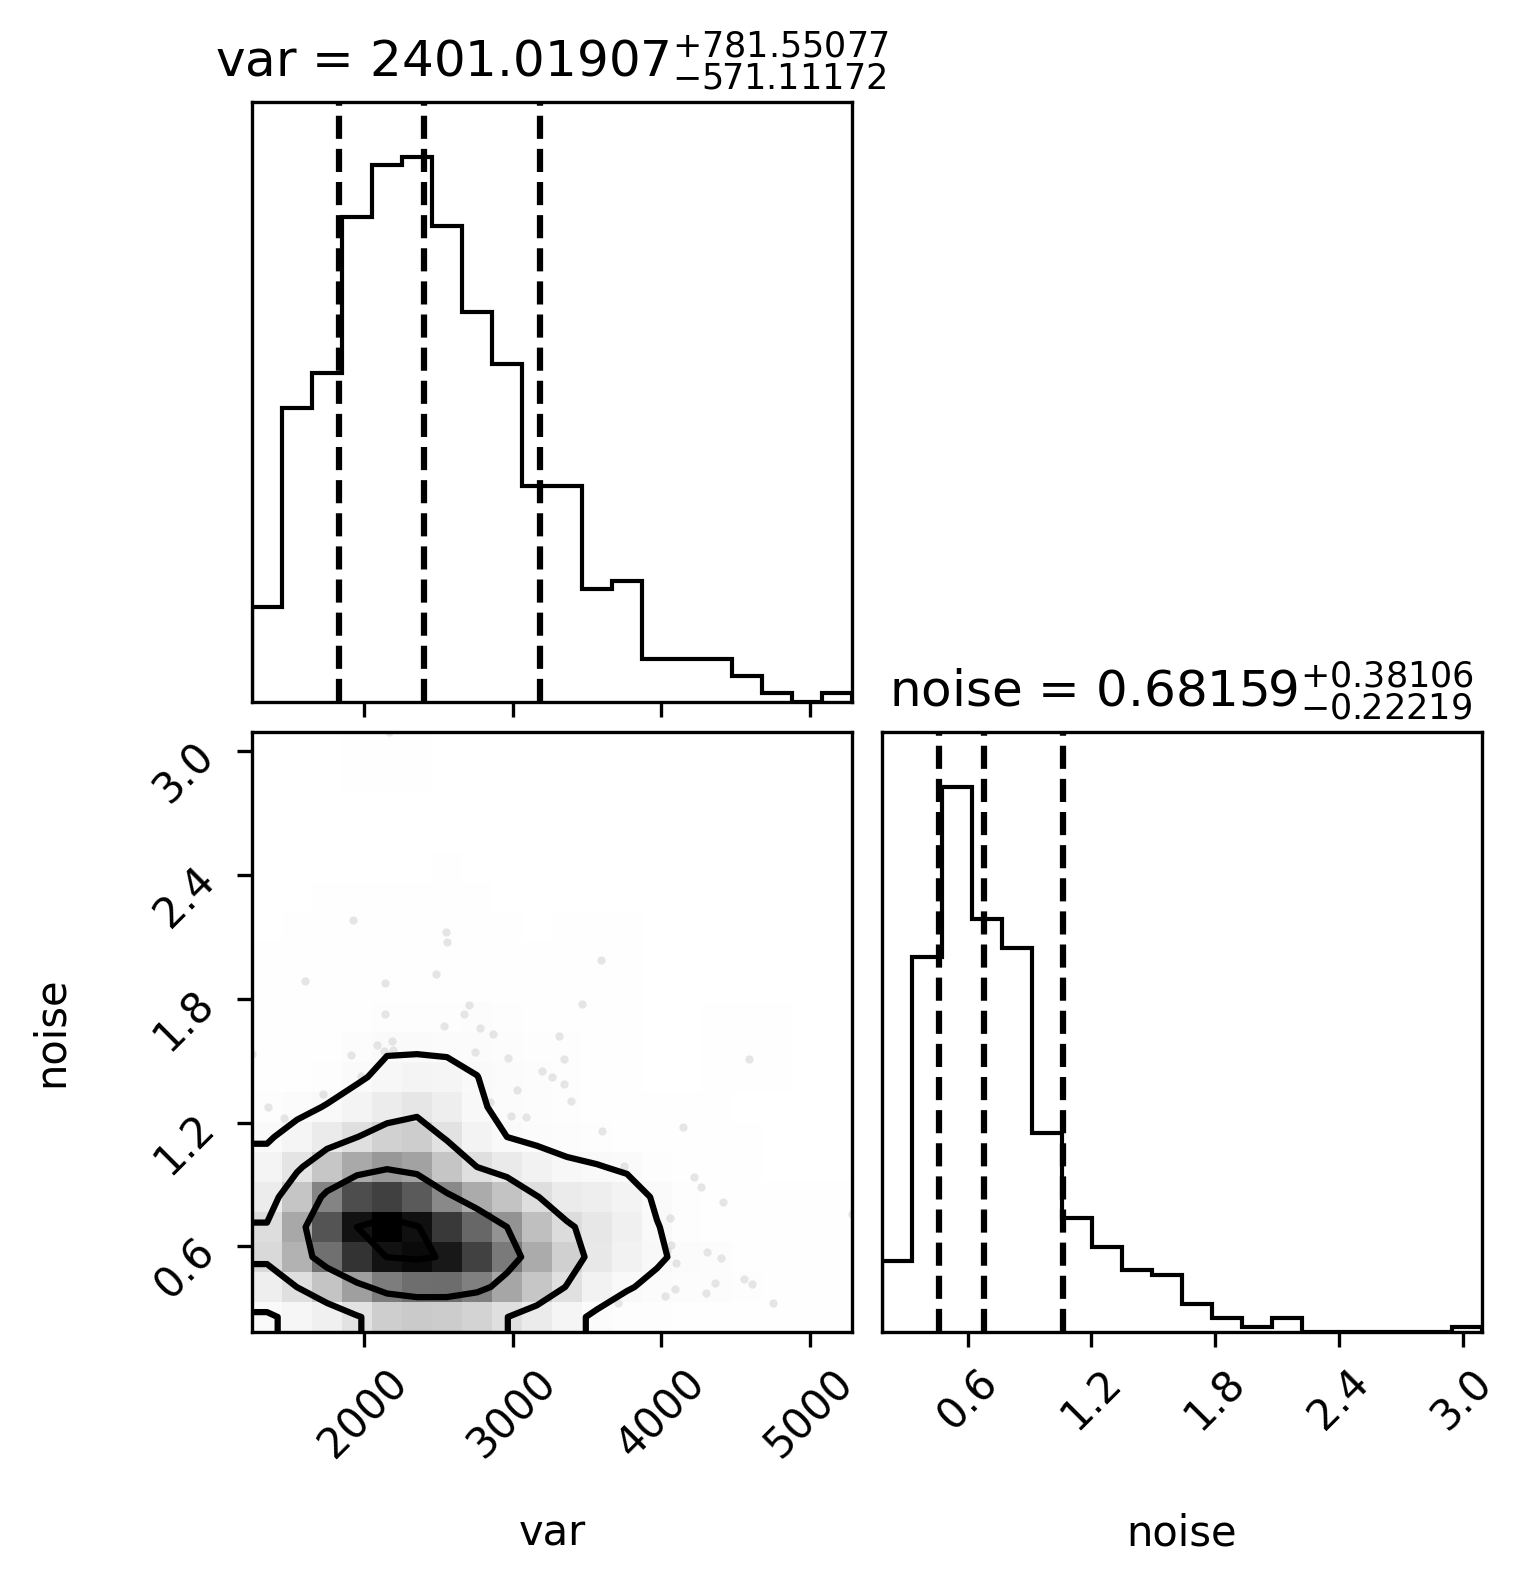 var = 2401.01907+781.55077−571.11172
noise = 0.68159+0.38106−0.22219
3.0
2.4
1.8
1.2
0.6
noise
2000 3000 4000 5000
var
0.6 1.2 1.8 2.4 3.0
noise